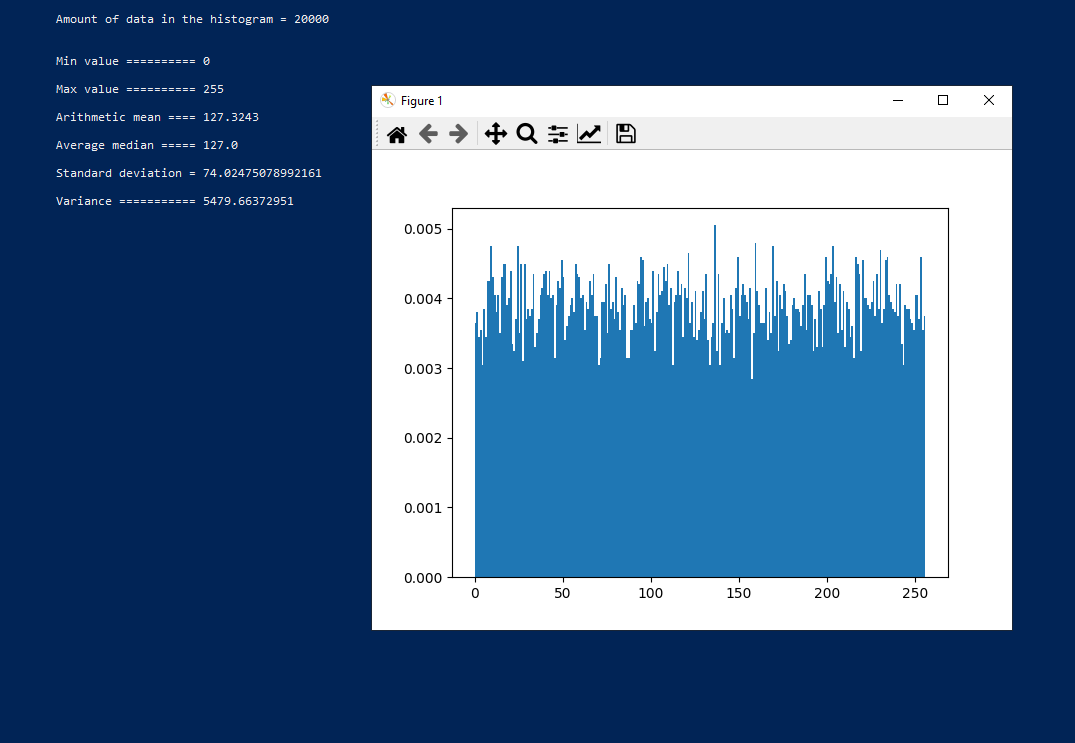 Amount of data in the histogram = 20000
Min value ========== 0
Max value ========== 255
Arithmetic mean ==== 127.3243
Average median ===== 127.0
Standard deviation = 74.02475078992161
Variance =========== 5479.66372951
Figure 1
0.005
0.004
0.003
0.002
0.001
0.000
0 50 100 150 200 250